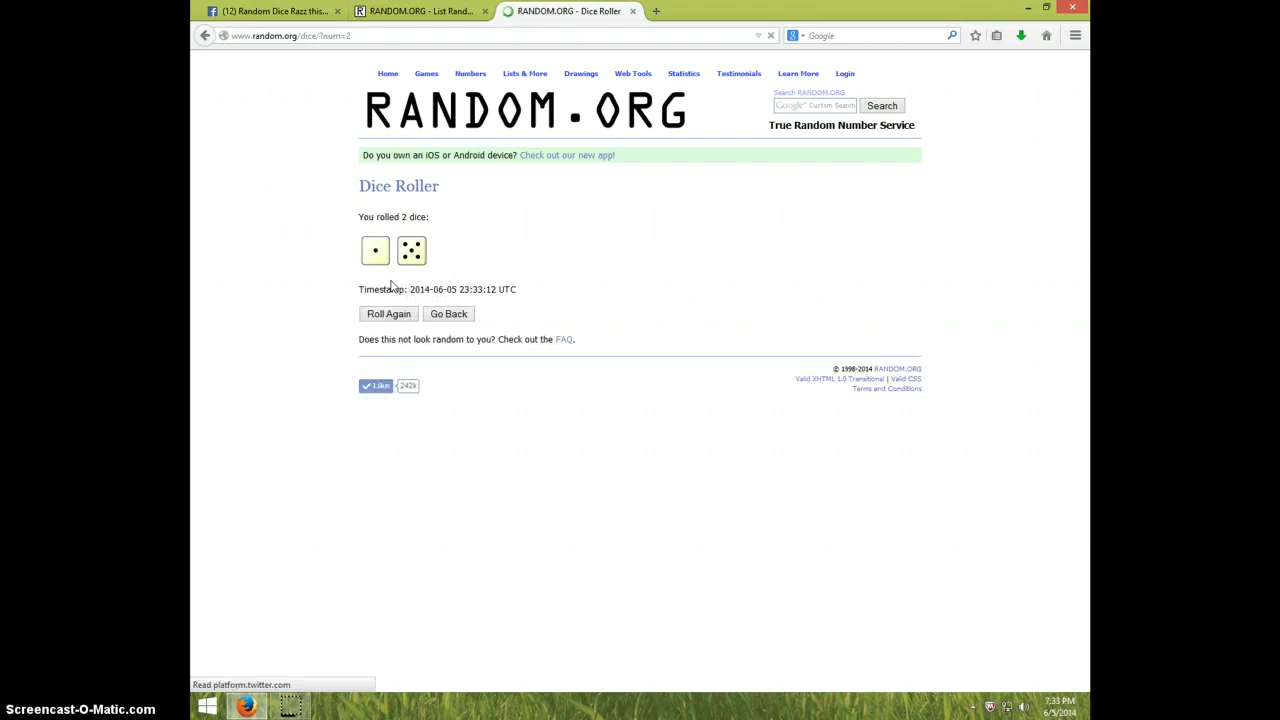 (12) Random Dice Razz this...
RANDOM.ORG - List Rand...
RANDOM.ORG - Dice Roller
www.random.org/dice/?num=2
Google
Home Games Numbers Lists & More Drawings Web Tools Statistics Testimonials Learn More Login
Search RANDOM.ORG
RANDOM.ORG
Google™ Custom Search
Search
True Random Number Service
Do you own an iOS or Android device? Check out our new app!
Dice Roller
You rolled 2 dice:
Timestamp: 2014-06-05 23:33:12 UTC
Roll Again
Go Back
Does this not look random to you? Check out the FAQ.
© 1998-2014 RANDOM.ORG
Valid XHTML 1.0 Transitional | Valid CSS
Terms and Conditions
Like 242k
Read platform.twitter.com
7:33 PM
6/5/2014
Screencast-O-Matic.com